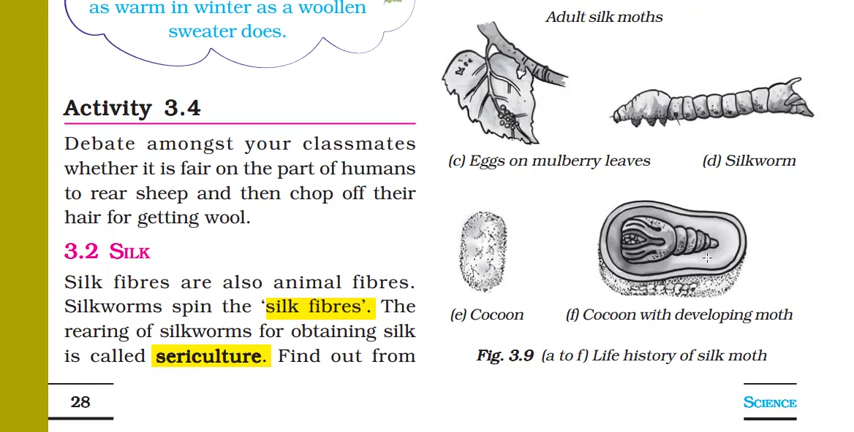 as warm in winter as a woollen
sweater does.
Activity 3.4
Debate amongst your classmates
whether it is fair on the part of humans
to rear sheep and then chop off their
hair for getting wool.
3.2 SILK
Silk fibres are also animal fibres.
Silkworms spin the ‘silk fibres’. The
rearing of silkworms for obtaining silk
is called sericulture. Find out from
28
Adult silk moths
(c) Eggs on mulberry leaves
(d) Silkworm
(e) Cocoon
(f) Cocoon with developing moth
Fig. 3.9 (a to f) Life history of silk moth
SCIENCE